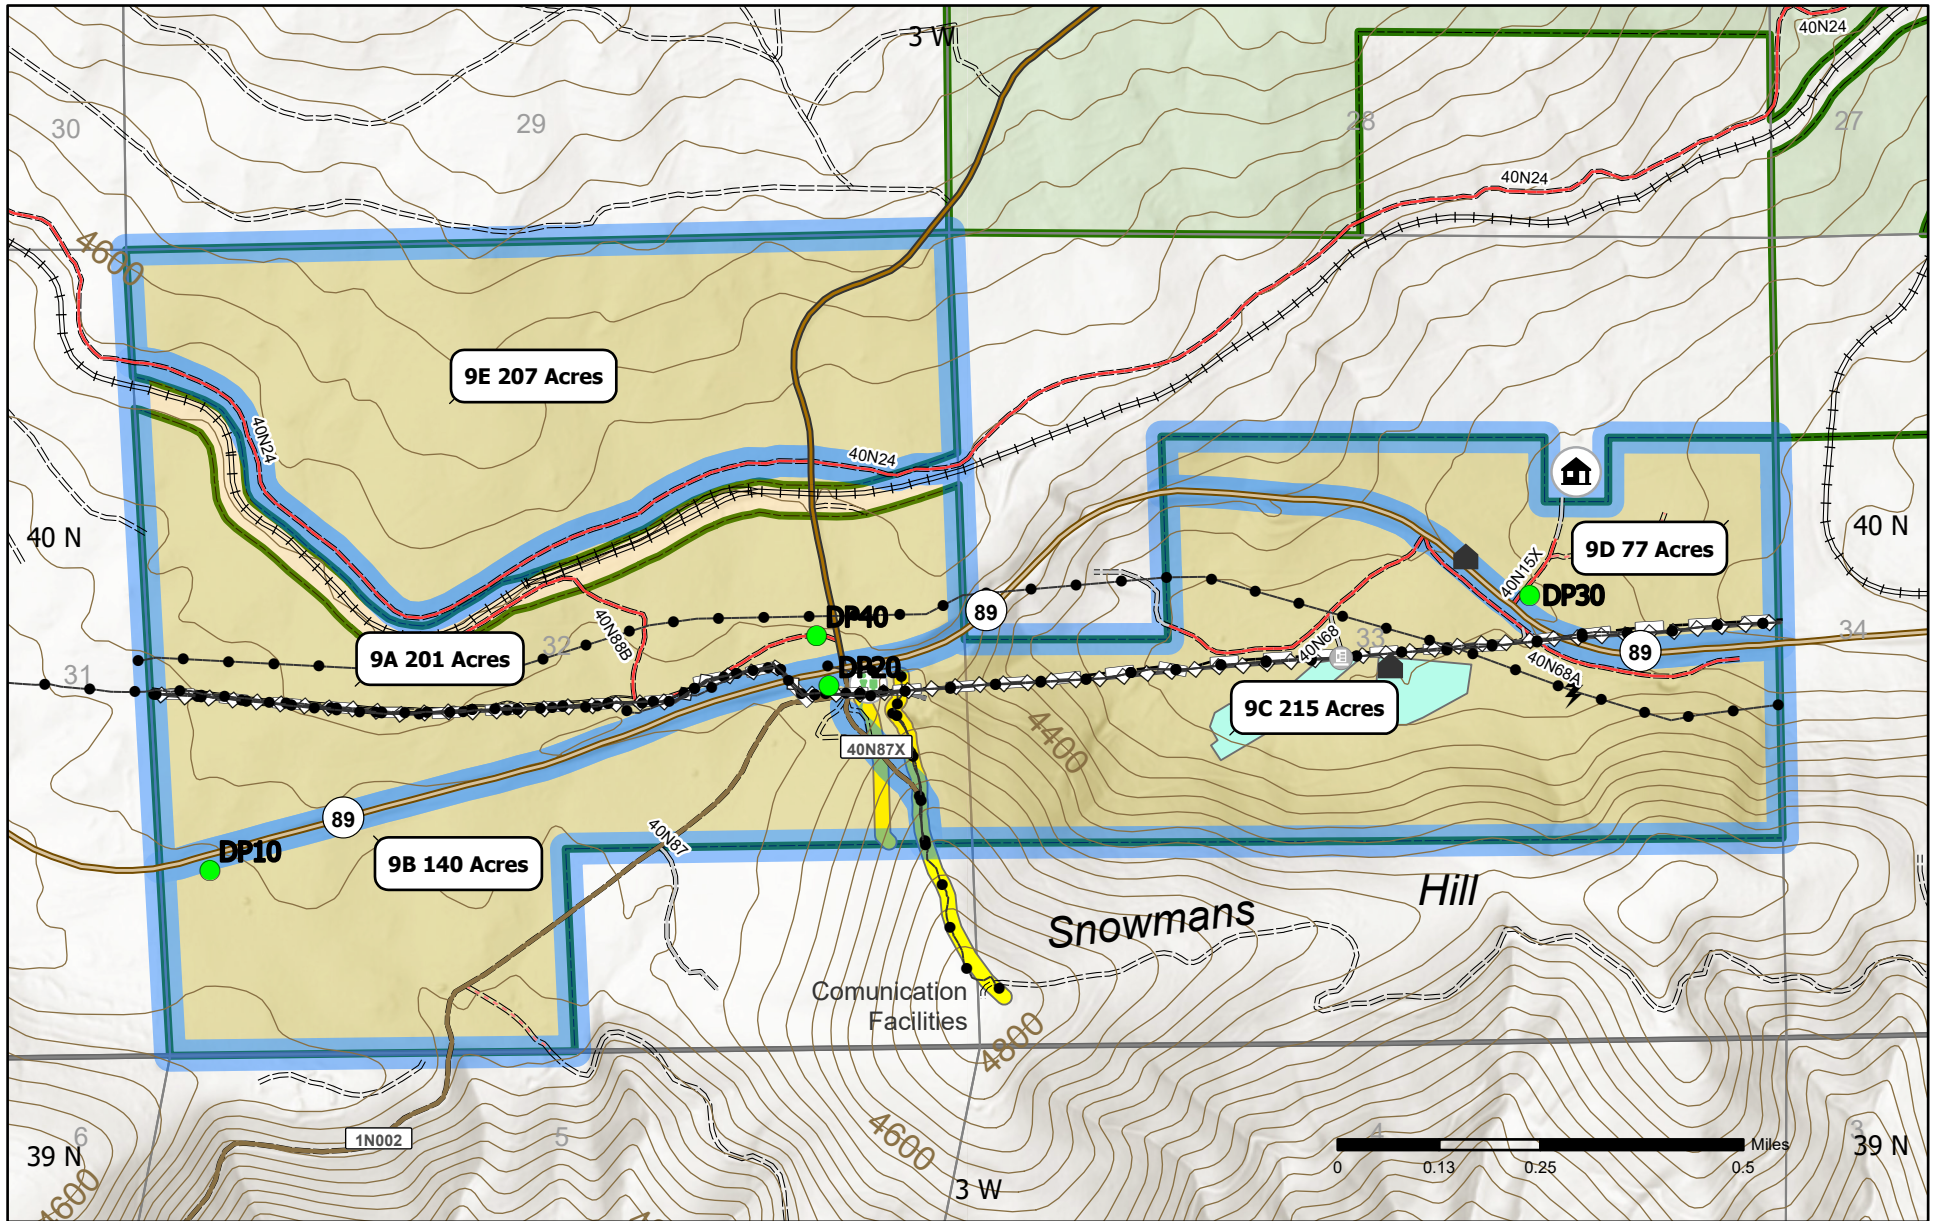 3 W
40N24
30
29
28
27
40N24
4600
9E 207 Acres
40N24
40N24
40 N
40 N
9D 77 Acres
40N15X
DP30
89
40N88B
DP40
32
33
34
40N68
89
9A 201 Acres
DP20
31
40N68A
9C 215 Acres
4400
40N87X
89
40N87
DP10
9B 140 Acres
Snowmans Hill
Comunication
Facilities
4800
4600
6
5
4
3
1N002
39 N
39 N
Miles
0 0.13 0.25 0.5
4600
3 W